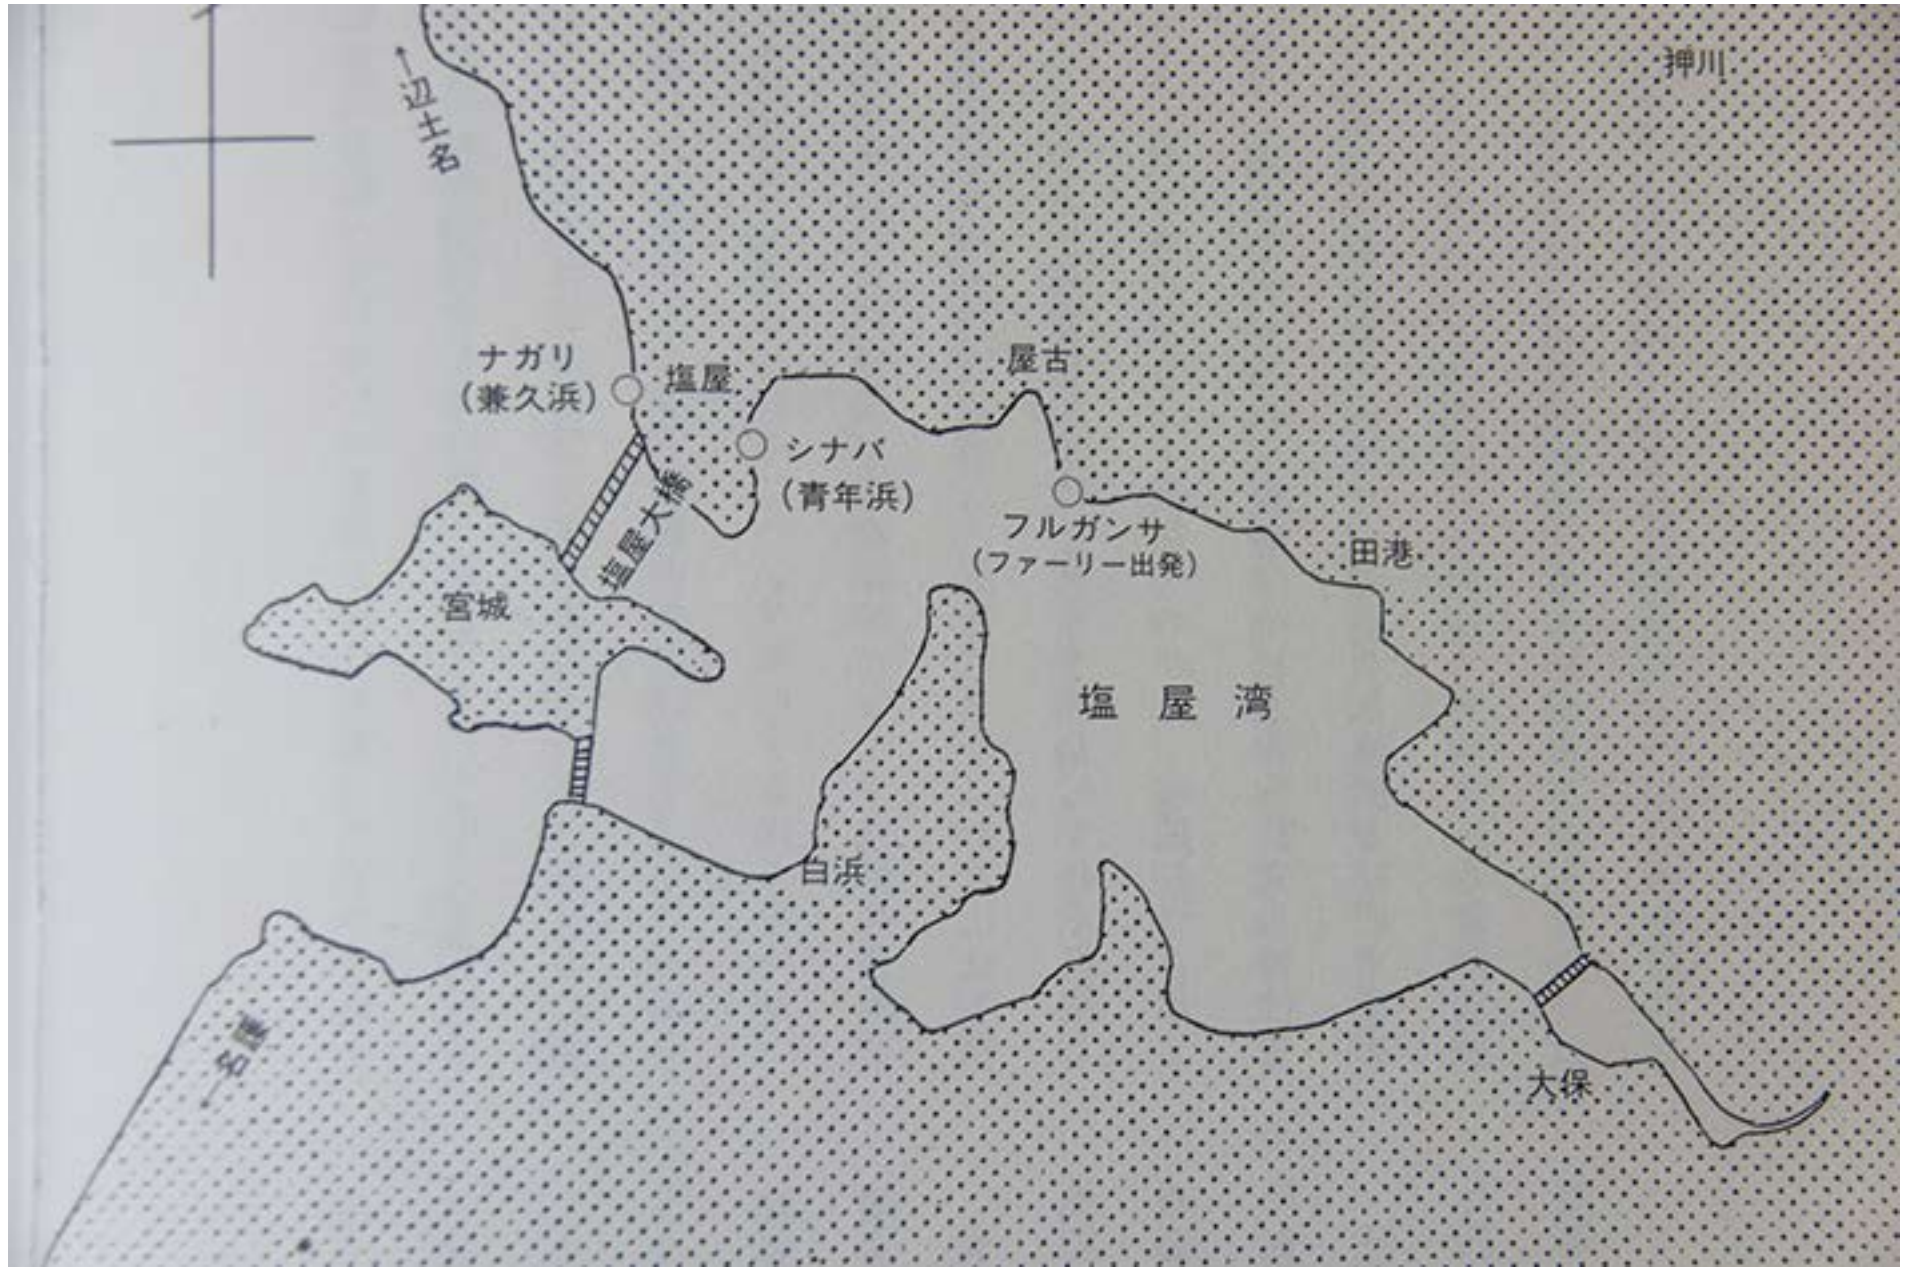 押川
←辺土名
ナガリ
(兼久浜)
塩屋
屋古
シナバ
(青年浜)
塩屋大橋
フルガンサ
(ファーリー出発)
田港
宮城
塩屋湾
白浜
←名護
大保